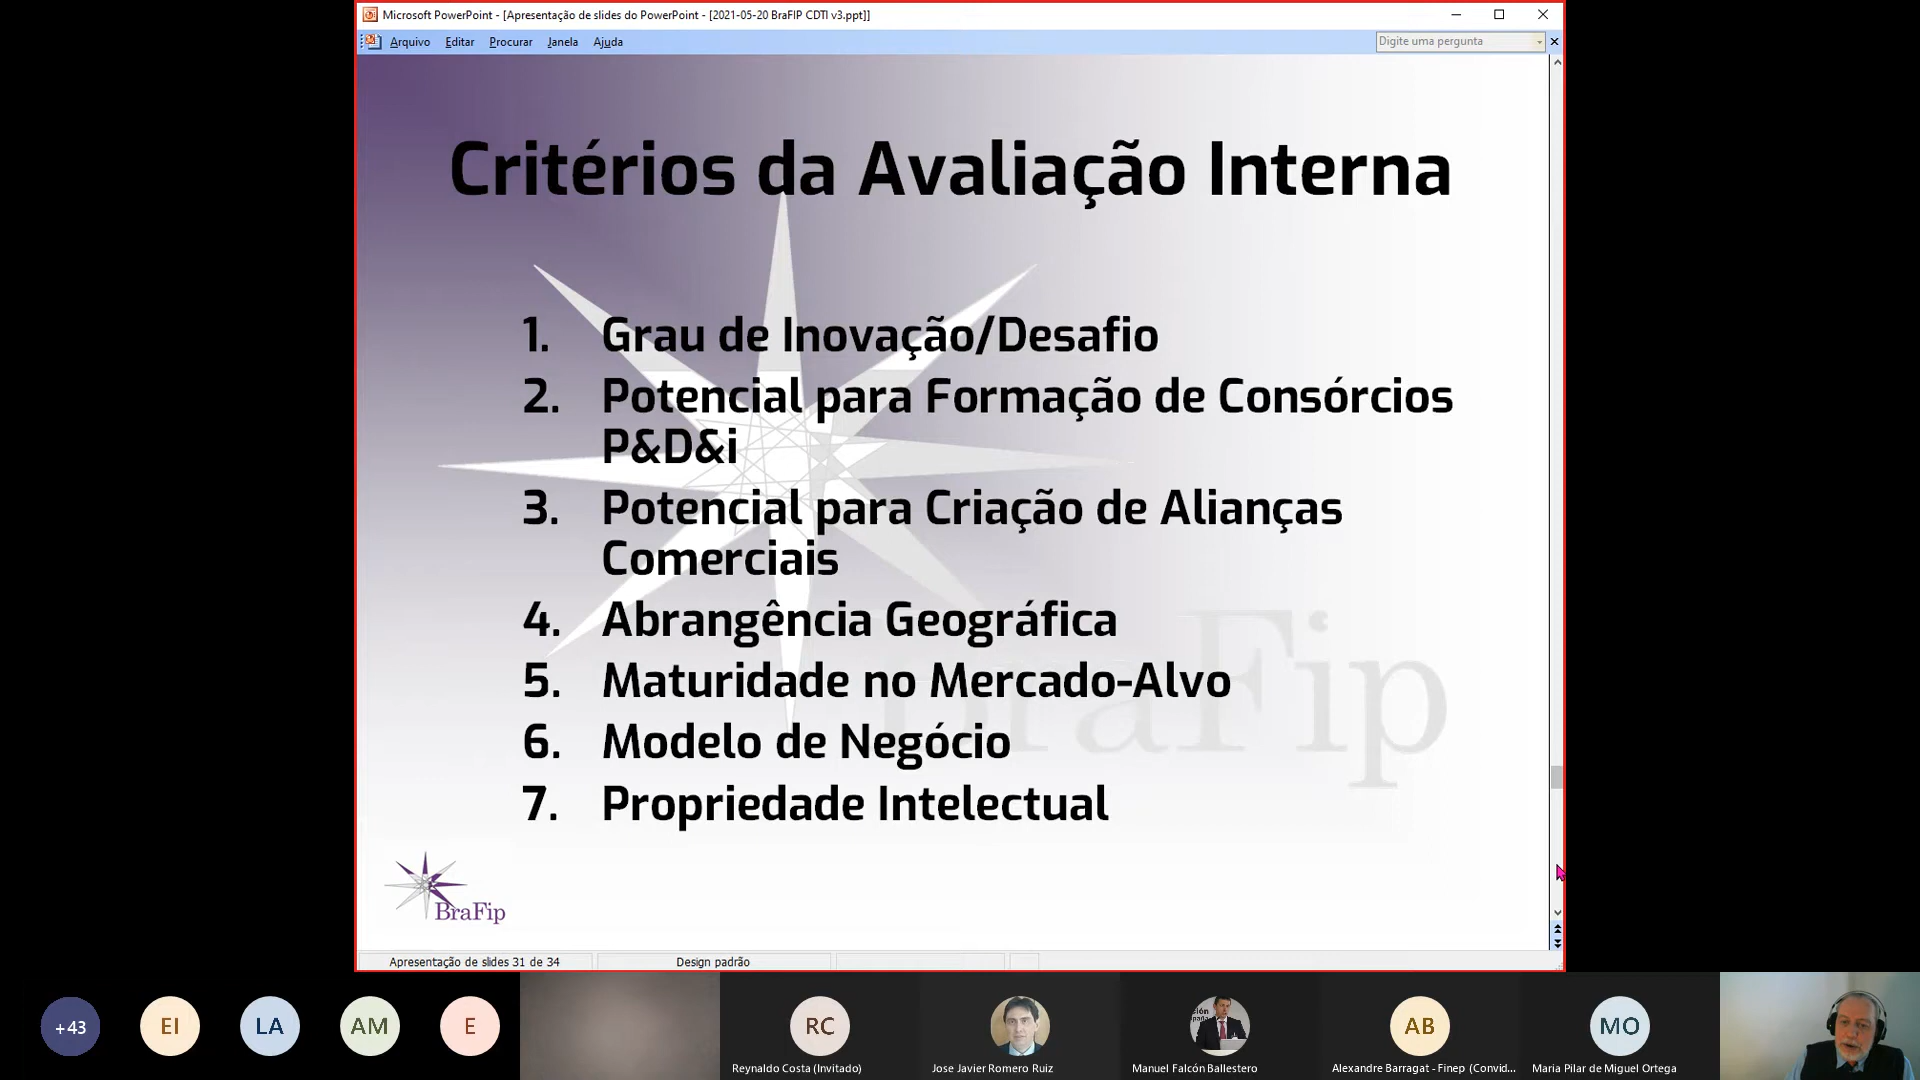 Microsoft PowerPoint - [Apresentação de slides do PowerPoint - [2021-05-20 BraFIP CDTI v3.ppt]]
Arquivo Editar Procurar Janela Ajuda
Digite uma pergunta
Critérios da Avaliação Interna
1. Grau de Inovação/Desafio
2. Potencial para Formação de Consórcios
P&D&i
3. Potencial para Criação de Alianças
Comerciais
4. Abrangência Geográfica
5. Maturidade no Mercado-Alvo
6. Modelo de Negócio
7. Propriedade Intelectual
BraFip
BraFip
Apresentação de slides 31 de 34
Design padrão
+43
EI
LA
AM
E
RC
AB
MO
Reynaldo Costa (Invitado)
Jose Javier Romero Ruiz
Manuel Falcón Ballestero
Alexandre Barragat - Finep (Convid...
Maria Pilar de Miguel Ortega